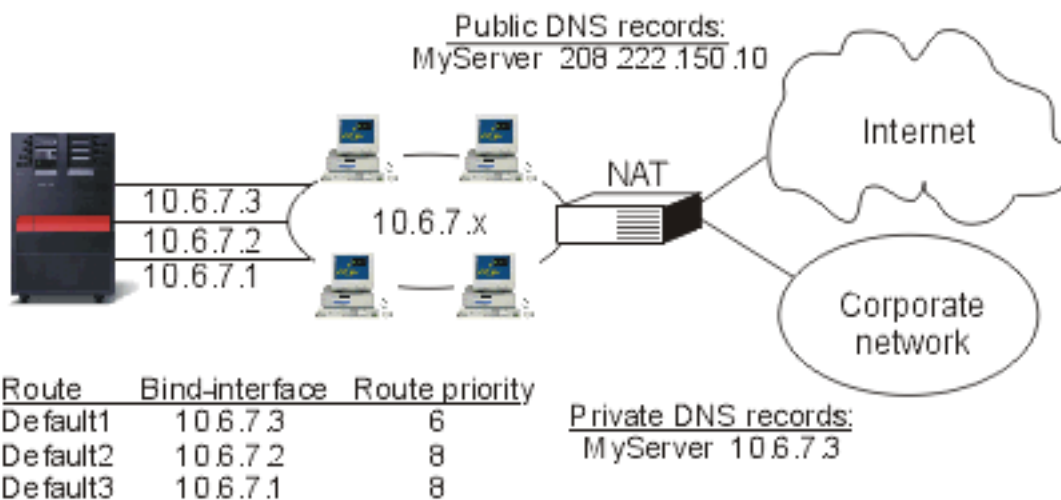 Public DNS records:
MyServer 208.222.150.10
Internet
NAT
10.6.7.3
10.6.7.2
10.6.7.1
10.6.7.x
Corporate
network
Route Bind-interface Route priority
Default1 10.6.7.3 6
Default2 10.6.7.2 8
Default3 10.6.7.1 8
Private DNS records:
MyServer 10.6.7.3